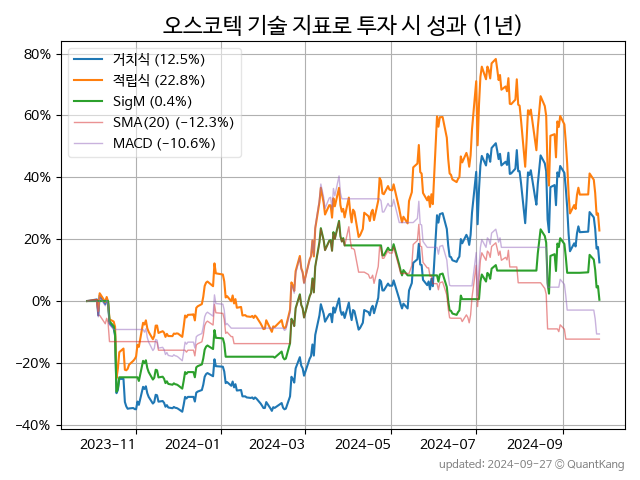 오스코텍 기술 지표로 투자 시 성과 (1년)
80%
60%
40%
20%
0%
−20%
−40%
거치식 (12.5%)
적립식 (22.8%)
SigM (0.4%)
SMA(20) (−12.3%)
MACD (−10.6%)
2023-11 2024-01 2024-03 2024-05 2024-07 2024-09
updated: 2024-09-27 © QuantKang